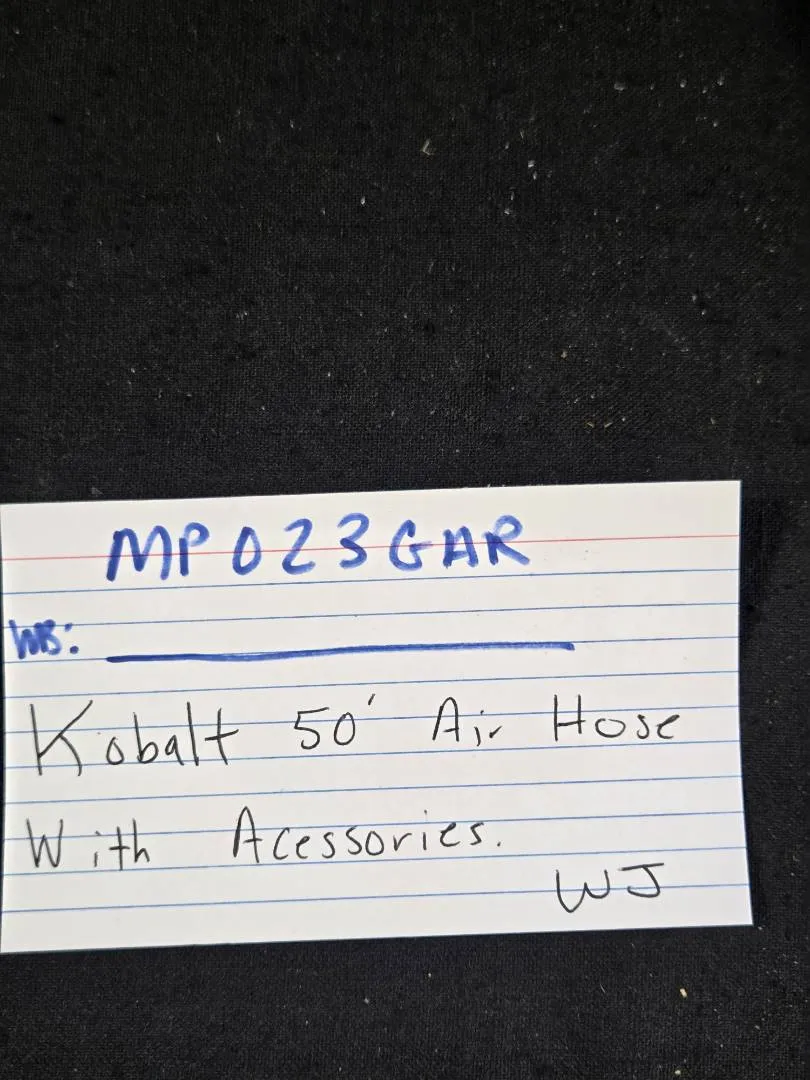 MP023GAR
WB:
Kobalt 50' Air Hose
With Acessories.
WJ